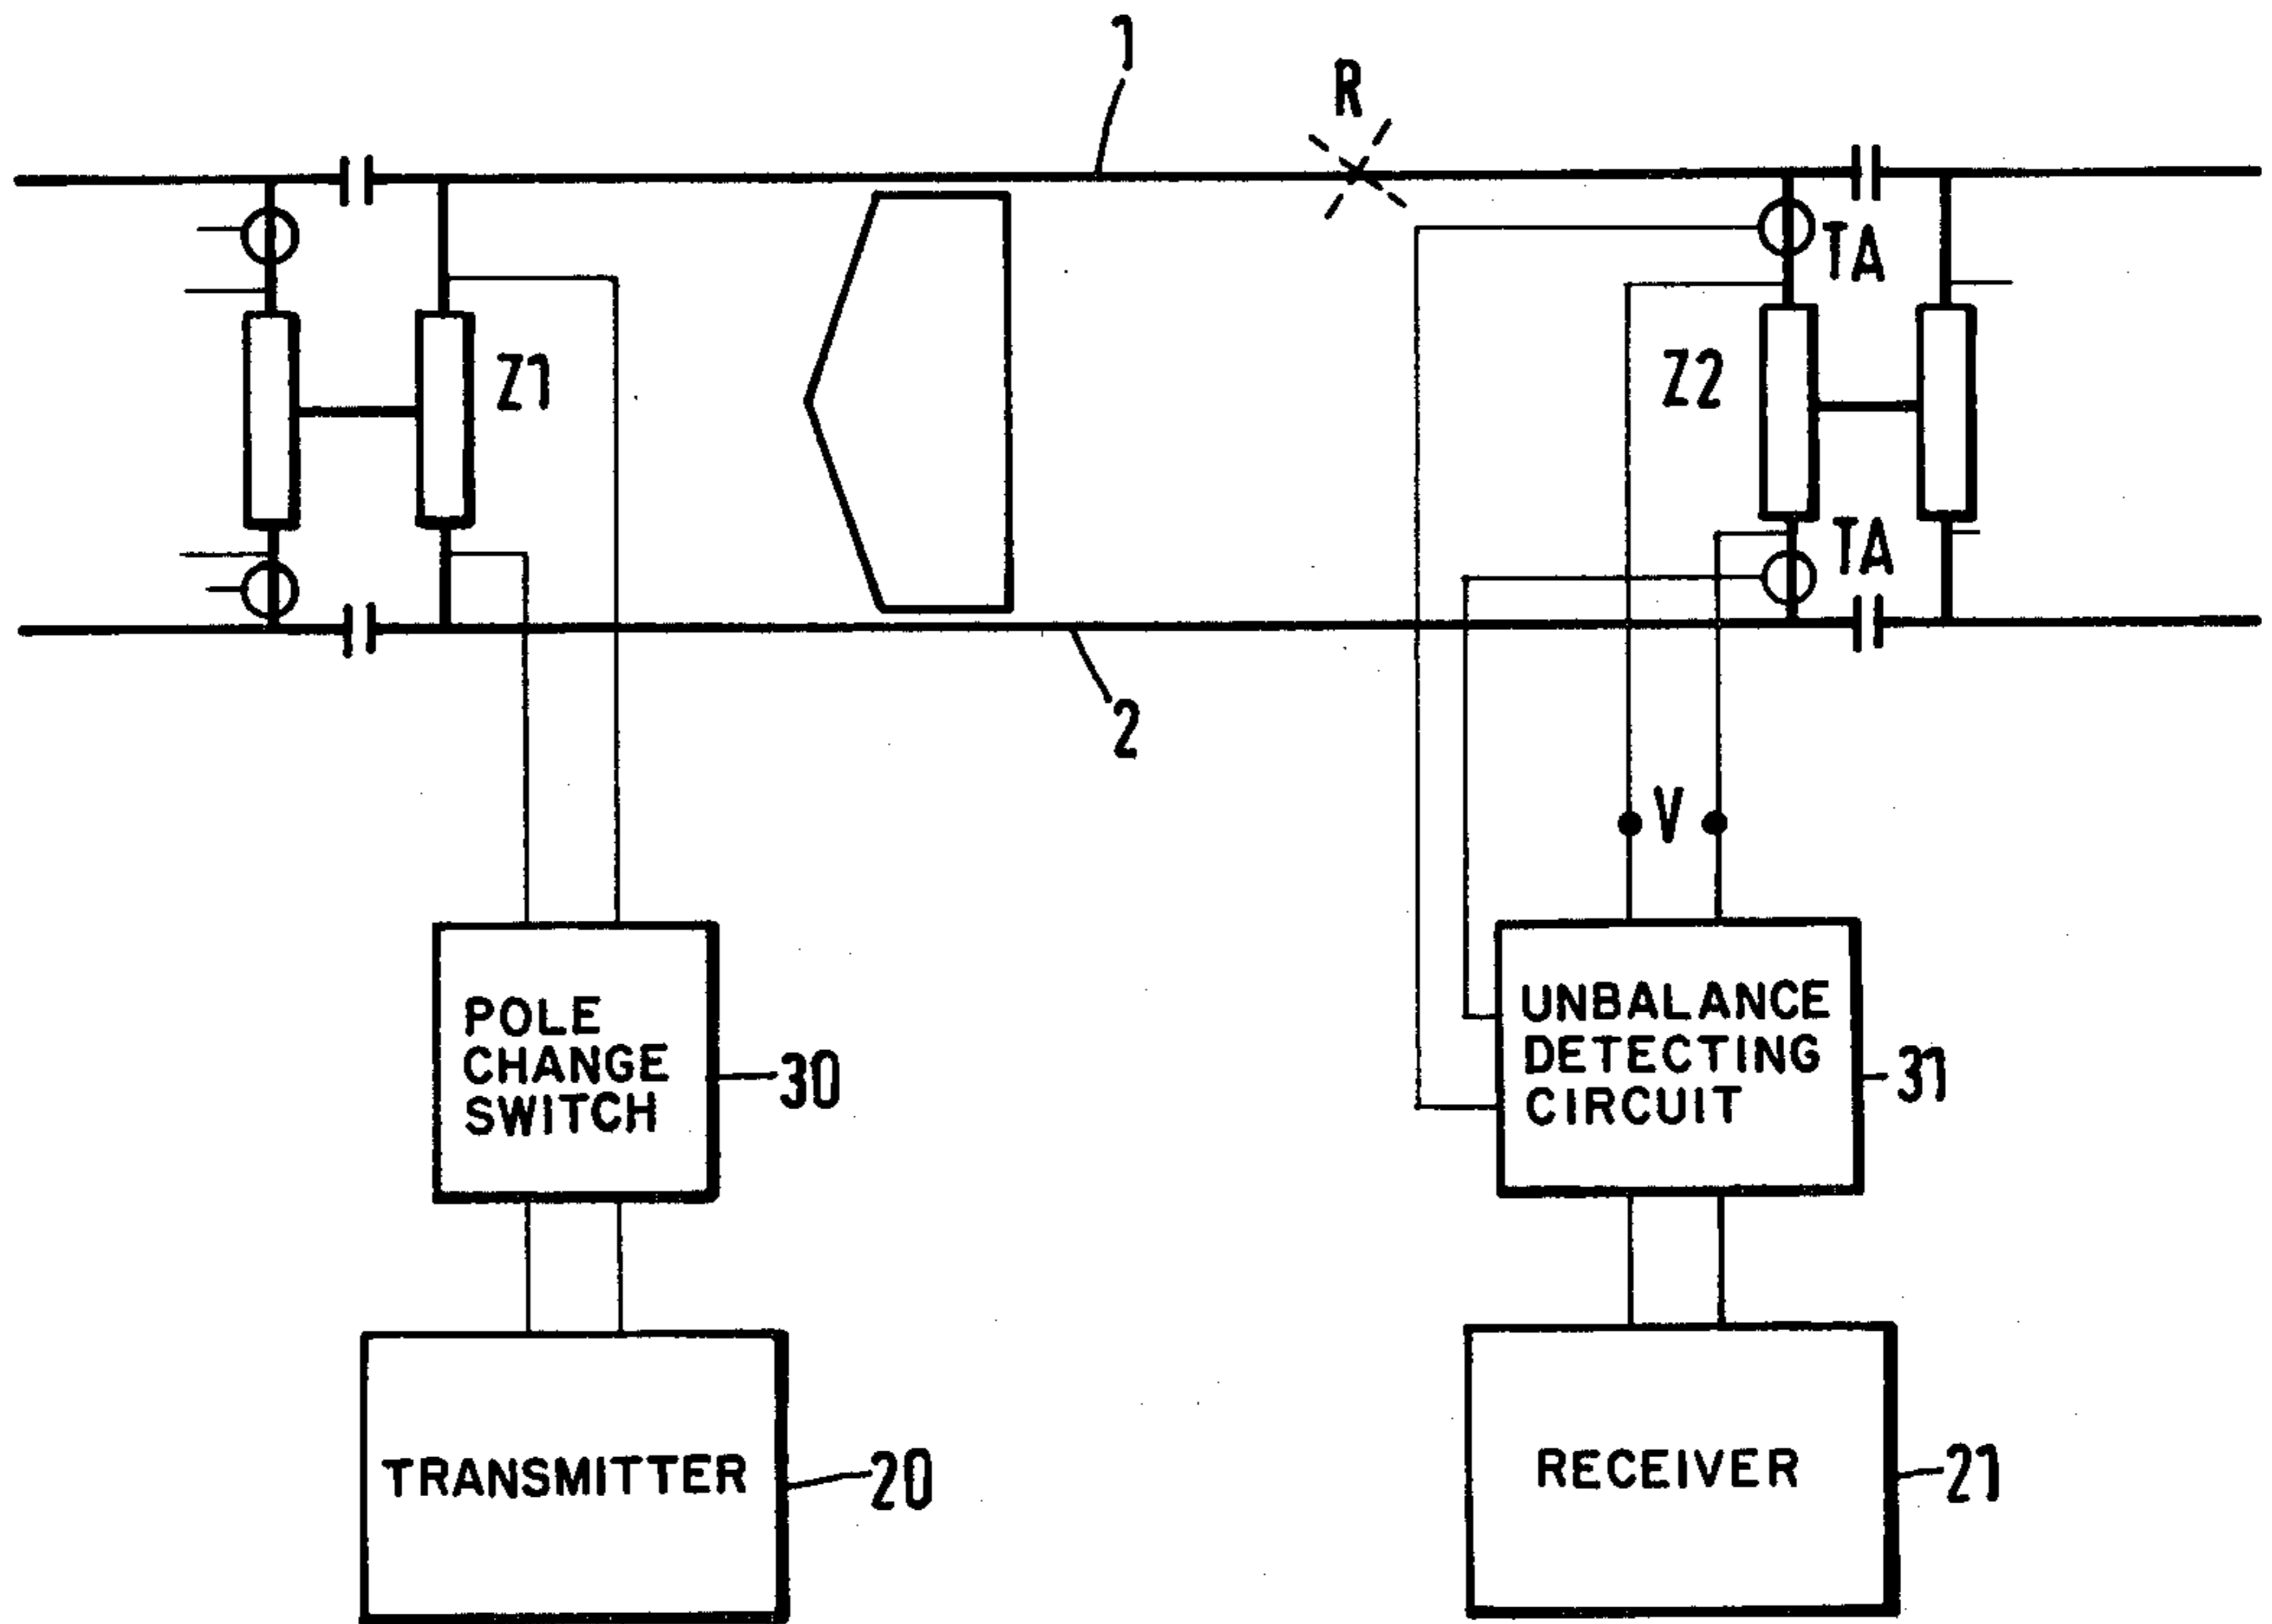 1
R
TA
Z1
Z2
TA
2
V
POLE
CHANGE
SWITCH
30
UNBALANCE
DETECTING
CIRCUIT
31
TRANSMITTER
20
RECEIVER
21